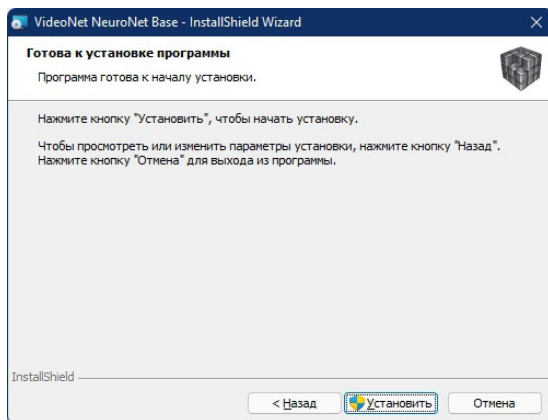 VideoNet NeuroNet Base - InstallShield Wizard
Готова к установке программы
Программа готова к началу установки.
Нажмите кнопку "Установить", чтобы начать установку.
Чтобы просмотреть или изменить параметры установки, нажмите кнопку "Назад".
Нажмите кнопку "Отмена" для выхода из программы.
InstallShield
< Назад
Установить
Отмена